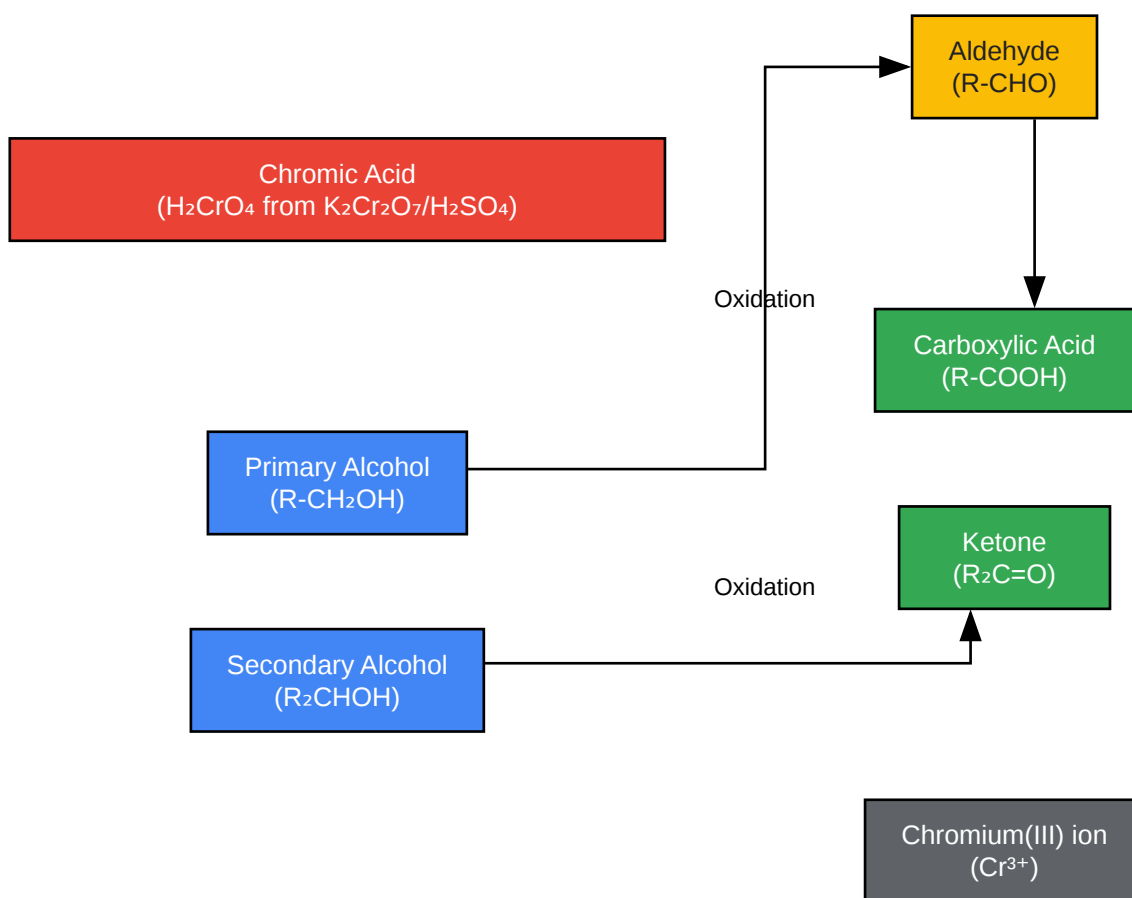 Aldehyde
(R-CHO)
Chromic Acid
(H₂CrO₄ from K₂Cr₂O₇/H₂SO₄)
Oxidation
Carboxylic Acid
(R-COOH)
Primary Alcohol
(R-CH₂OH)
Ketone
(R₂C=O)
Oxidation
Secondary Alcohol
(R₂CHOH)
Chromium(III) ion
(Cr³⁺)